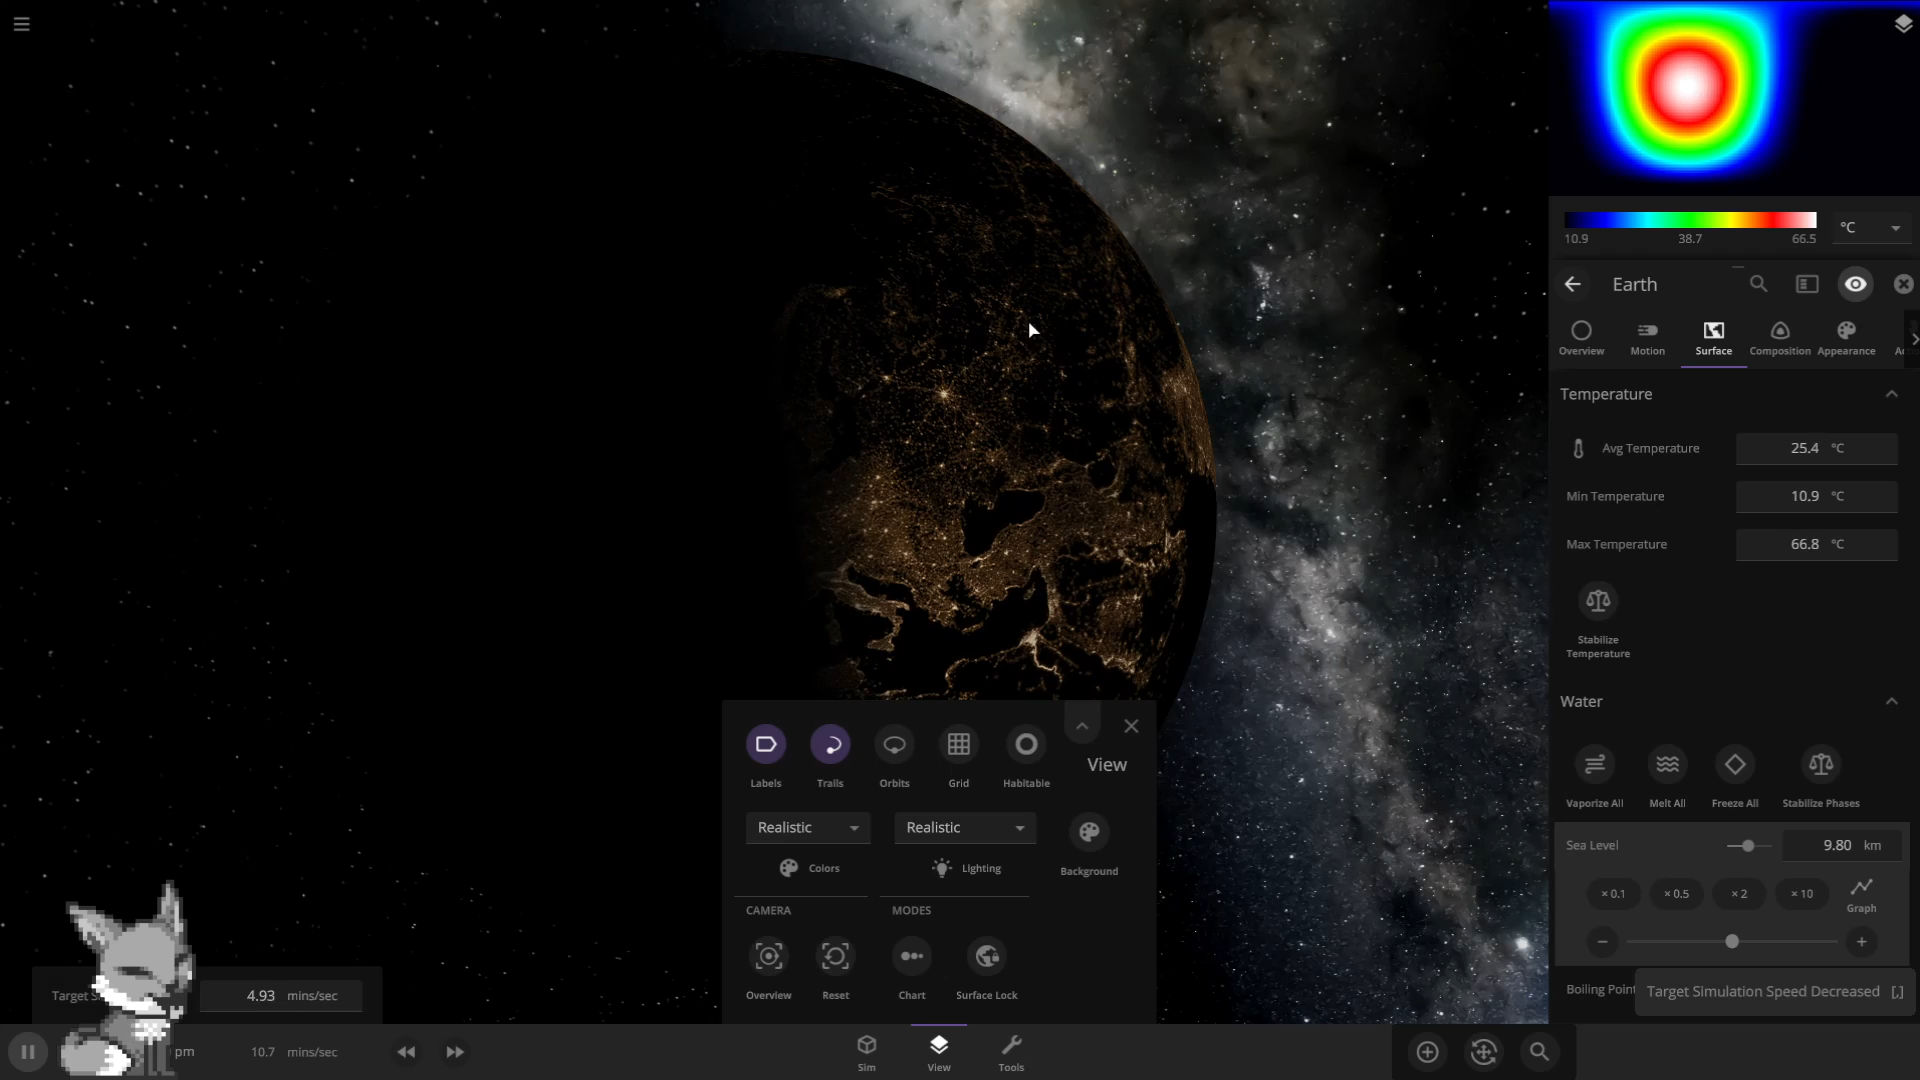 10.9
38.7
66.5
°C
Earth
Overview
Motion
Surface
Composition
Appearance
Temperature
Avg Temperature
25.4 °C
Min Temperature
10.9 °C
Max Temperature
66.8 °C
Stabilize
Temperature
Water
Vaporize All
Melt All
Freeze All
Stabilize Phases
Sea Level
9.80 km
× 0.1
× 0.5
× 2
× 10
Graph
Boiling Point
Target Simulation Speed Decreased [,]
Labels
Trails
Orbits
Grid
Habitable
View
Realistic
Realistic
Colors
Lighting
Background
CAMERA
MODES
Overview
Reset
Chart
Surface Lock
Target
4.93 mins/sec
pm
10.7 mins/sec
Sim
View
Tools